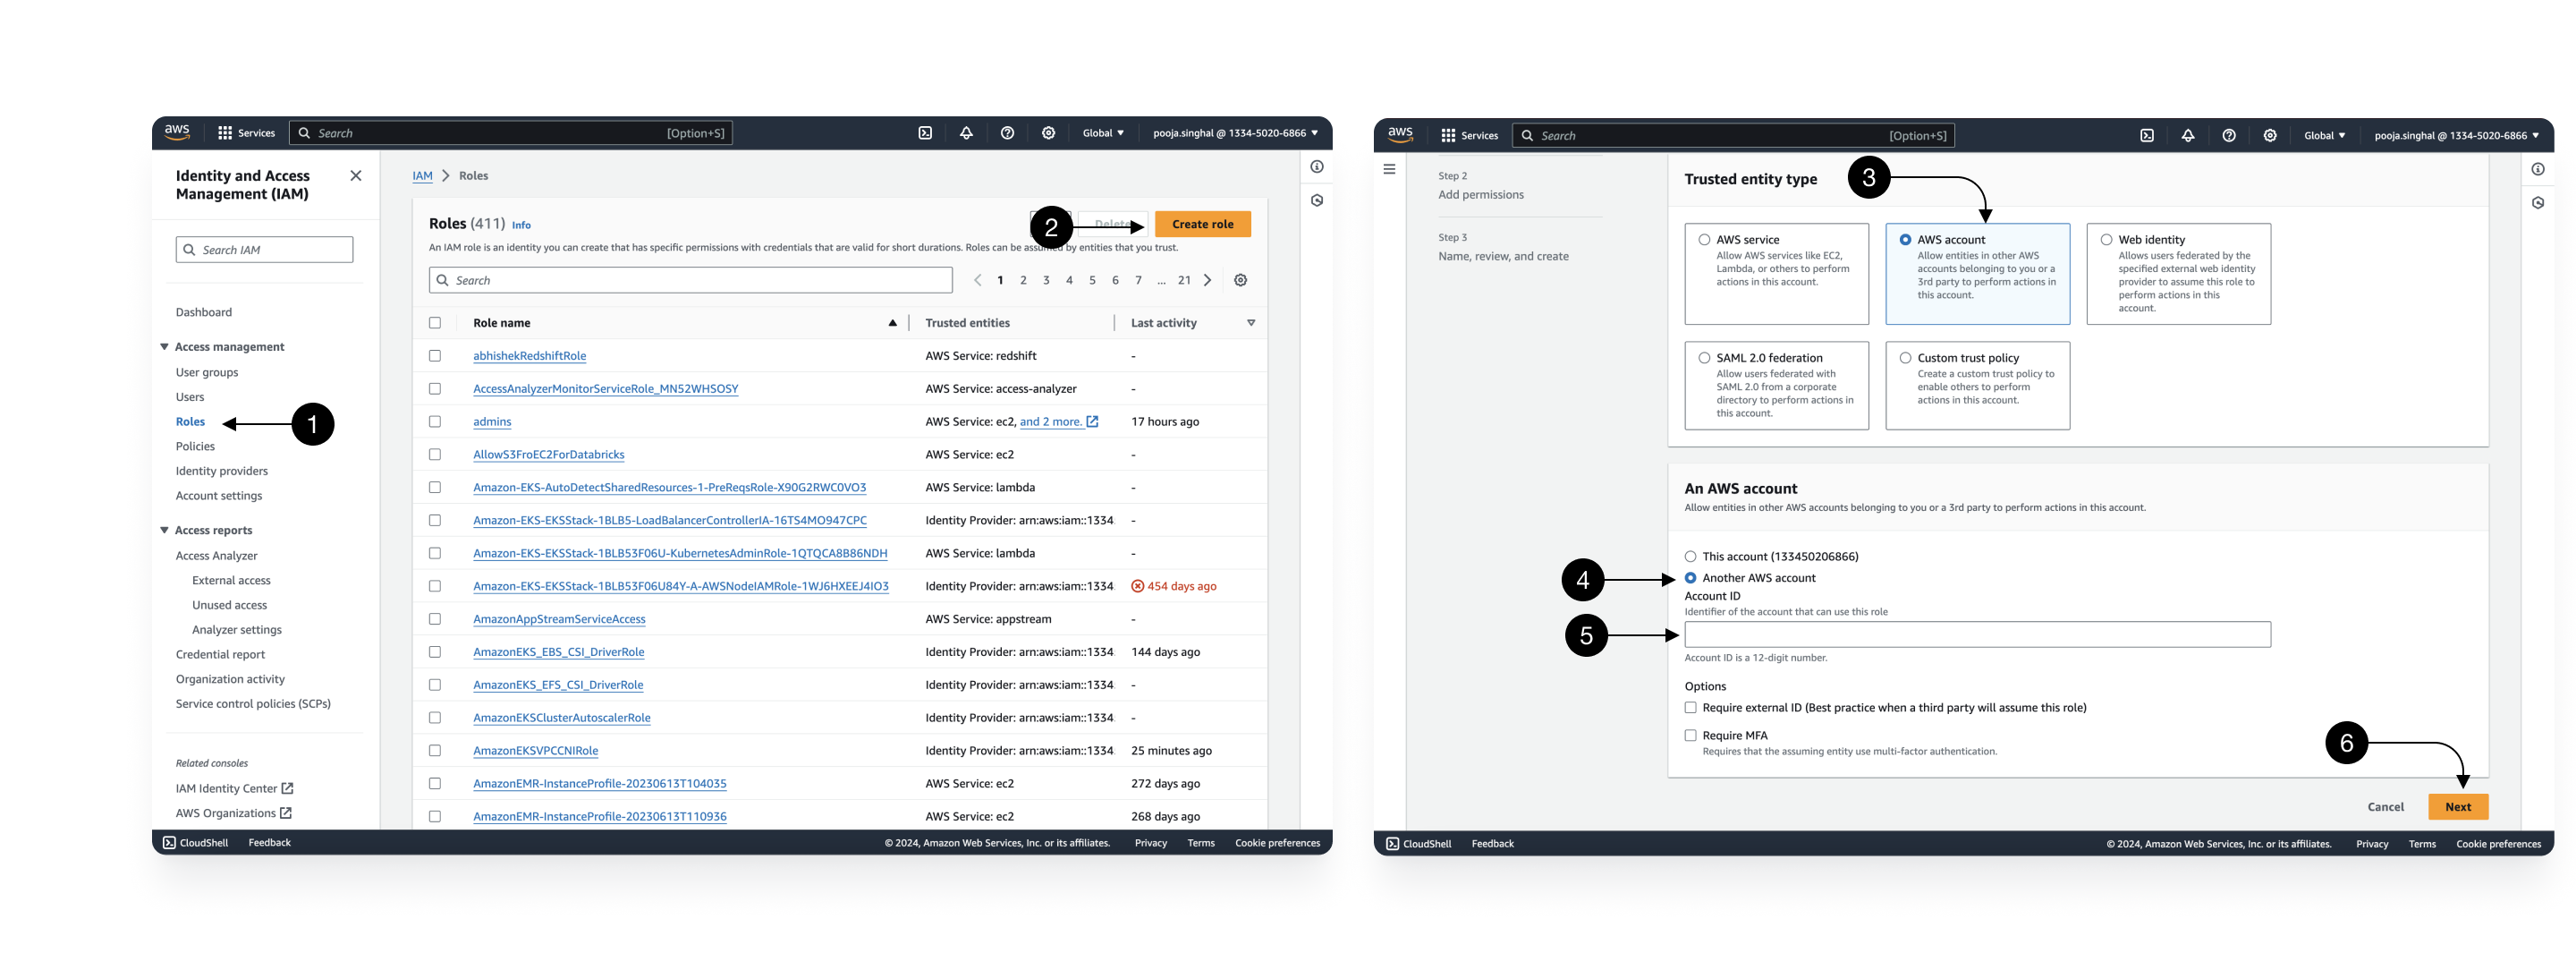 aws
Services
Search
[Option+S]
Global
pooja.singhal @ 1334-5020-6866
Identity and Access
Management (IAM)
Search IAM
Dashboard
Access management
User groups
Users
Roles
1
Policies
Identity providers
Account settings
Access reports
Access Analyzer
External access
Unused access
Analyzer settings
Credential report
Organization activity
Service control policies (SCPs)
Related consoles
IAM Identity Center
AWS Organizations
IAM > Roles
Roles (411) Info
2
Delete
Create role
An IAM role is an identity you can create that has specific permissions with credentials that are valid for short durations. Roles can be assumed by entities that you trust.
Search
1 2 3 4 5 6 7 ... 21
Role name Trusted entities Last activity
abhishekRedshiftRole AWS Service: redshift -
AccessAnalyzerMonitorServiceRole_MN52WHSOSY AWS Service: access-analyzer -
admins AWS Service: ec2, and 2 more. 17 hours ago
AllowS3FroEC2ForDatabricks AWS Service: ec2 -
Amazon-EKS-AutoDetectSharedResources-1-PreReqsRole-X90G2RWC0VO3 AWS Service: lambda -
Amazon-EKS-EKSStack-1BLB5-LoadBalancerControllerIA-16TS4MO947CPC Identity Provider: arn:aws:iam::1334 -
Amazon-EKS-EKSStack-1BLB53F06U-KubernetesAdminRole-1QTQCA8B86NDH AWS Service: lambda -
Amazon-EKS-EKSStack-1BLB53F06U84Y-A-AWSNodeIAMRole-1WJ6HXEEJ4IO3 Identity Provider: arn:aws:iam::1334 454 days ago
AmazonAppStreamServiceAccess AWS Service: appstream -
AmazonEKS_EBS_CSI_DriverRole Identity Provider: arn:aws:iam::1334 144 days ago
AmazonEKS_EFS_CSI_DriverRole Identity Provider: arn:aws:iam::1334 -
AmazonEKSClusterAutoscalerRole Identity Provider: arn:aws:iam::1334 -
AmazonEKSVPCCNIRole Identity Provider: arn:aws:iam::1334 25 minutes ago
AmazonEMR-InstanceProfile-20230613T104035 AWS Service: ec2 272 days ago
AmazonEMR-InstanceProfile-20230613T110936 AWS Service: ec2 268 days ago
CloudShell Feedback © 2024, Amazon Web Services, Inc. or its affiliates. Privacy Terms Cookie preferences
aws
Services
Search
[Option+S]
Global
pooja.singhal @ 1334-5020-6866
Step 2
Add permissions
Step 3
Name, review, and create
Trusted entity type
3
AWS service
Allow AWS services like EC2,
Lambda, or others to perform
actions in this account.
AWS account
Allow entities in other AWS
accounts belonging to you or a
3rd party to perform actions in
this account.
Web identity
Allows users federated by the
specified external web identity
provider to assume this role to
perform actions in this
account.
SAML 2.0 federation
Allow users federated with
SAML 2.0 from a corporate
directory to perform actions in
this account.
Custom trust policy
Create a custom trust policy to
enable others to perform
actions in this account.
An AWS account
Allow entities in other AWS accounts belonging to you or a 3rd party to perform actions in this account.
This account (133450206866)
4
Another AWS account
Account ID
Identifier of the account that can use this role
5
Account ID is a 12-digit number.
Options
Require external ID (Best practice when a third party will assume this role)
Require MFA
Requires that the assuming entity use multi-factor authentication.
6
Cancel
Next
CloudShell Feedback © 2024, Amazon Web Services, Inc. or its affiliates. Privacy Terms Cookie preferences